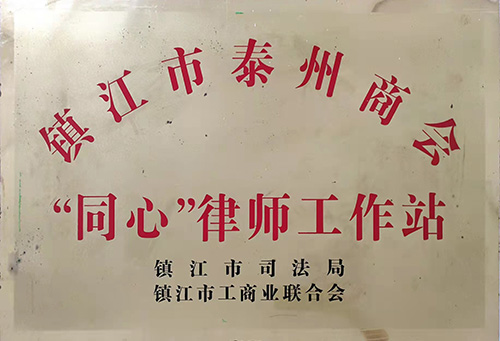 镇江市泰州商会
“同心”律师工作站
镇江市司法局
镇江市工商业联合会